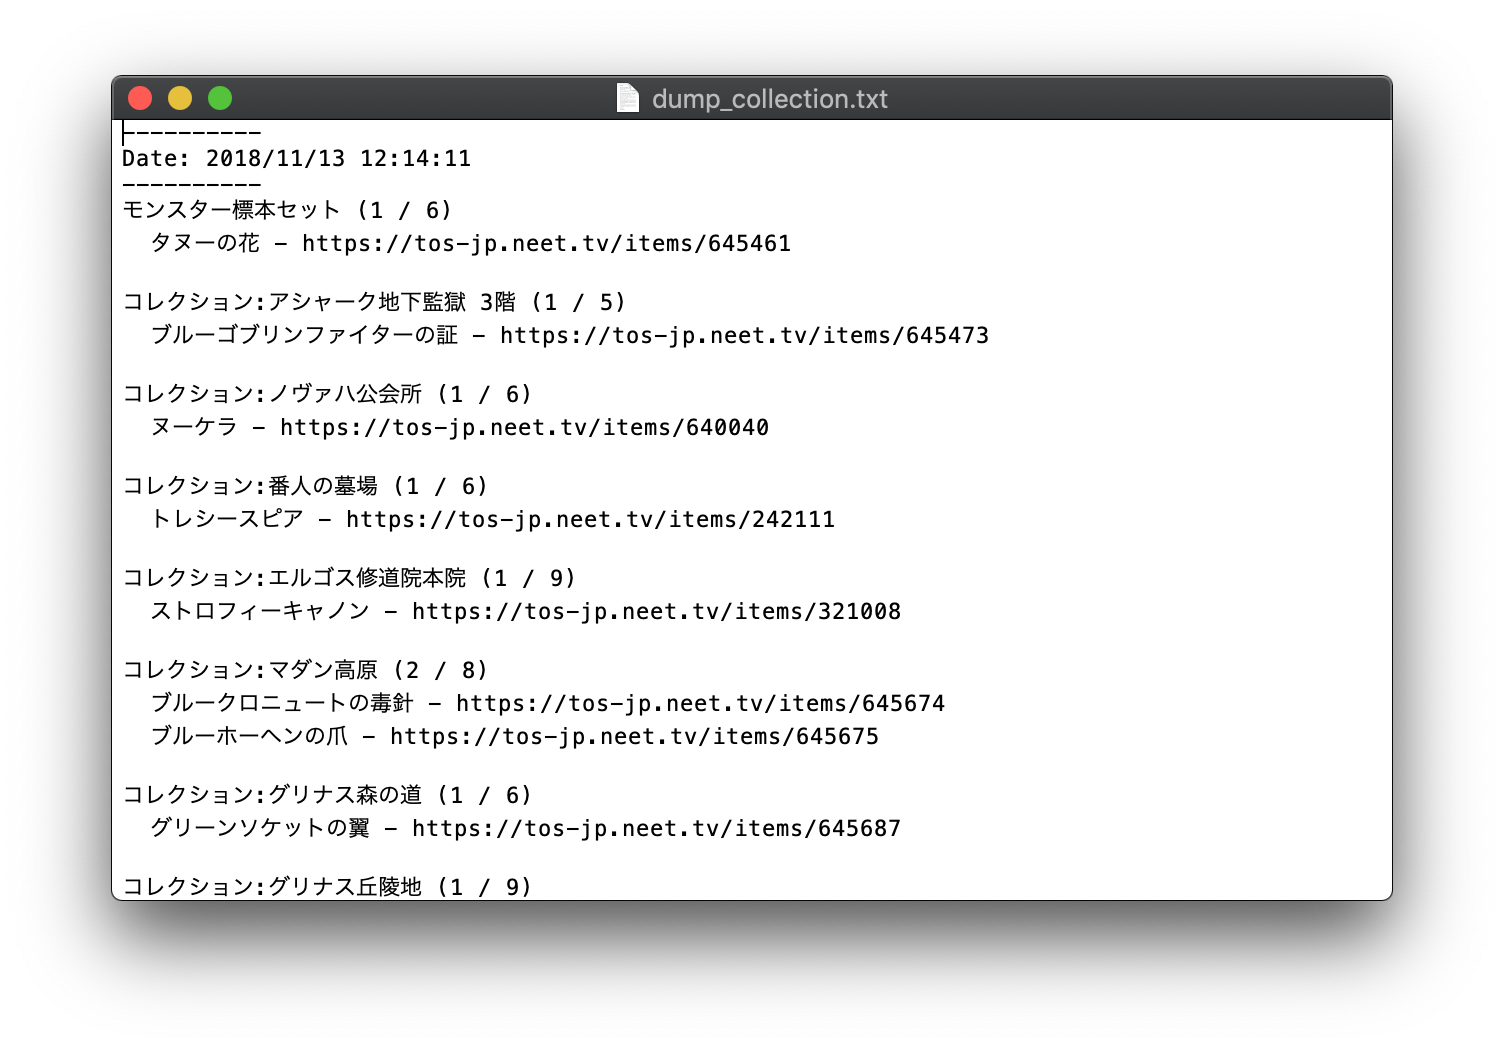 dump_collection.txt
----------
Date: 2018/11/13 12:14:11
----------
モンスター標本セット (1 / 6)
  タヌーの花 - https://tos-jp.neet.tv/items/645461

コレクション:アシャーク地下監獄 3階 (1 / 5)
  ブルーゴブリンファイターの証 - https://tos-jp.neet.tv/items/645473

コレクション:ノヴァハ公会所 (1 / 6)
  ヌーケラ - https://tos-jp.neet.tv/items/640040

コレクション:番人の墓場 (1 / 6)
  トレシースピア - https://tos-jp.neet.tv/items/242111

コレクション:エルゴス修道院本院 (1 / 9)
  ストロフィーキャノン - https://tos-jp.neet.tv/items/321008

コレクション:マダン高原 (2 / 8)
  ブルークロニュートの毒針 - https://tos-jp.neet.tv/items/645674
  ブルーホーヘンの爪 - https://tos-jp.neet.tv/items/645675

コレクション:グリナス森の道 (1 / 6)
  グリーンソケットの翼 - https://tos-jp.neet.tv/items/645687

コレクション:グリナス丘陵地 (1 / 9)